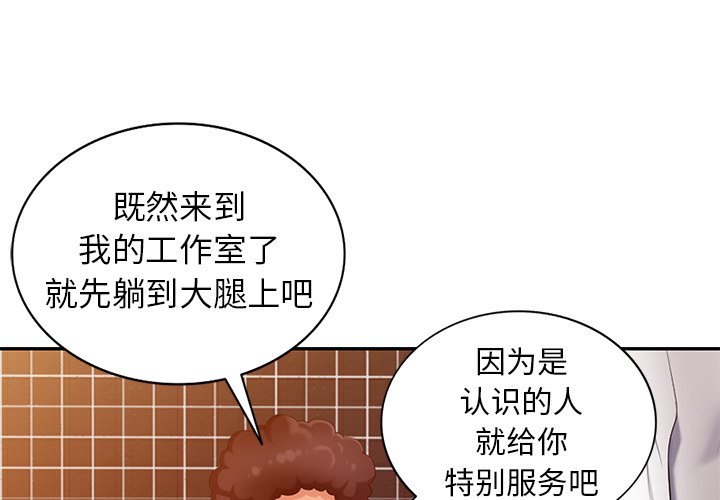 既然来到
我的工作室了
就先躺到大腿上吧
因为是
认识的人
就给你
特别服务吧